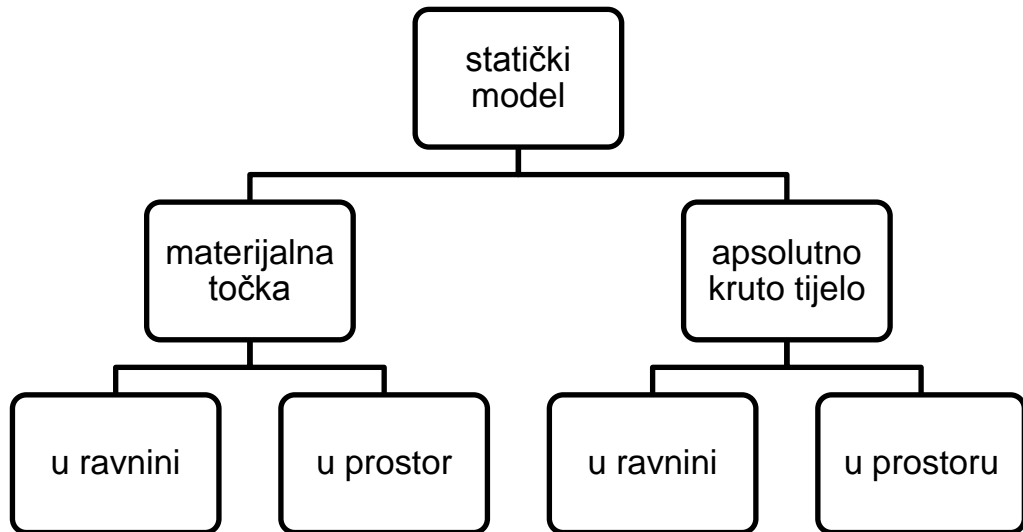 statički
model
materijalna
točka
apsolutno
kruto tijelo
u ravnini
u prostor
u ravnini
u prostoru